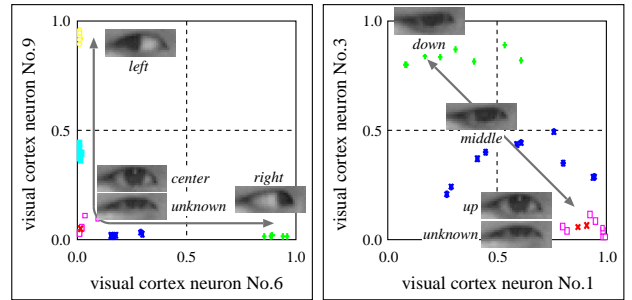 visual cortex neuron No.9
1.0
0.5
0.0
left
center
unknown
right
0.0
0.5
1.0
visual cortex neuron No.6
visual cortex neuron No.3
1.0
0.5
0.0
down
middle
up
unknown
0.0
0.5
1.0
visual cortex neuron No.1